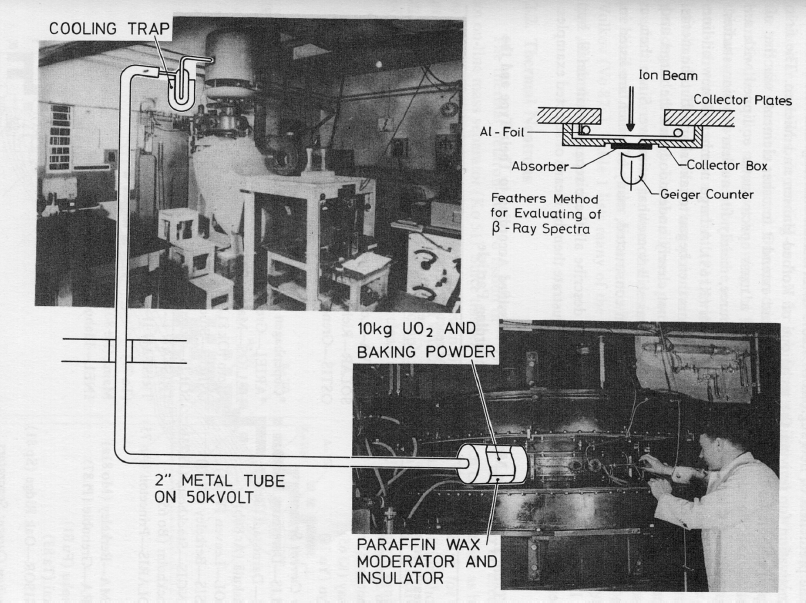 COOLING TRAP
Ion Beam
Collector Plates
Al-Foil
Absorber
Collector Box
Geiger Counter
Feathers Method
for Evaluating of
β-Ray Spectra
10kg UO₂ AND
BAKING POWDER
2" METAL TUBE
ON 50kVOLT
PARAFFIN WAX
MODERATOR AND
INSULATOR